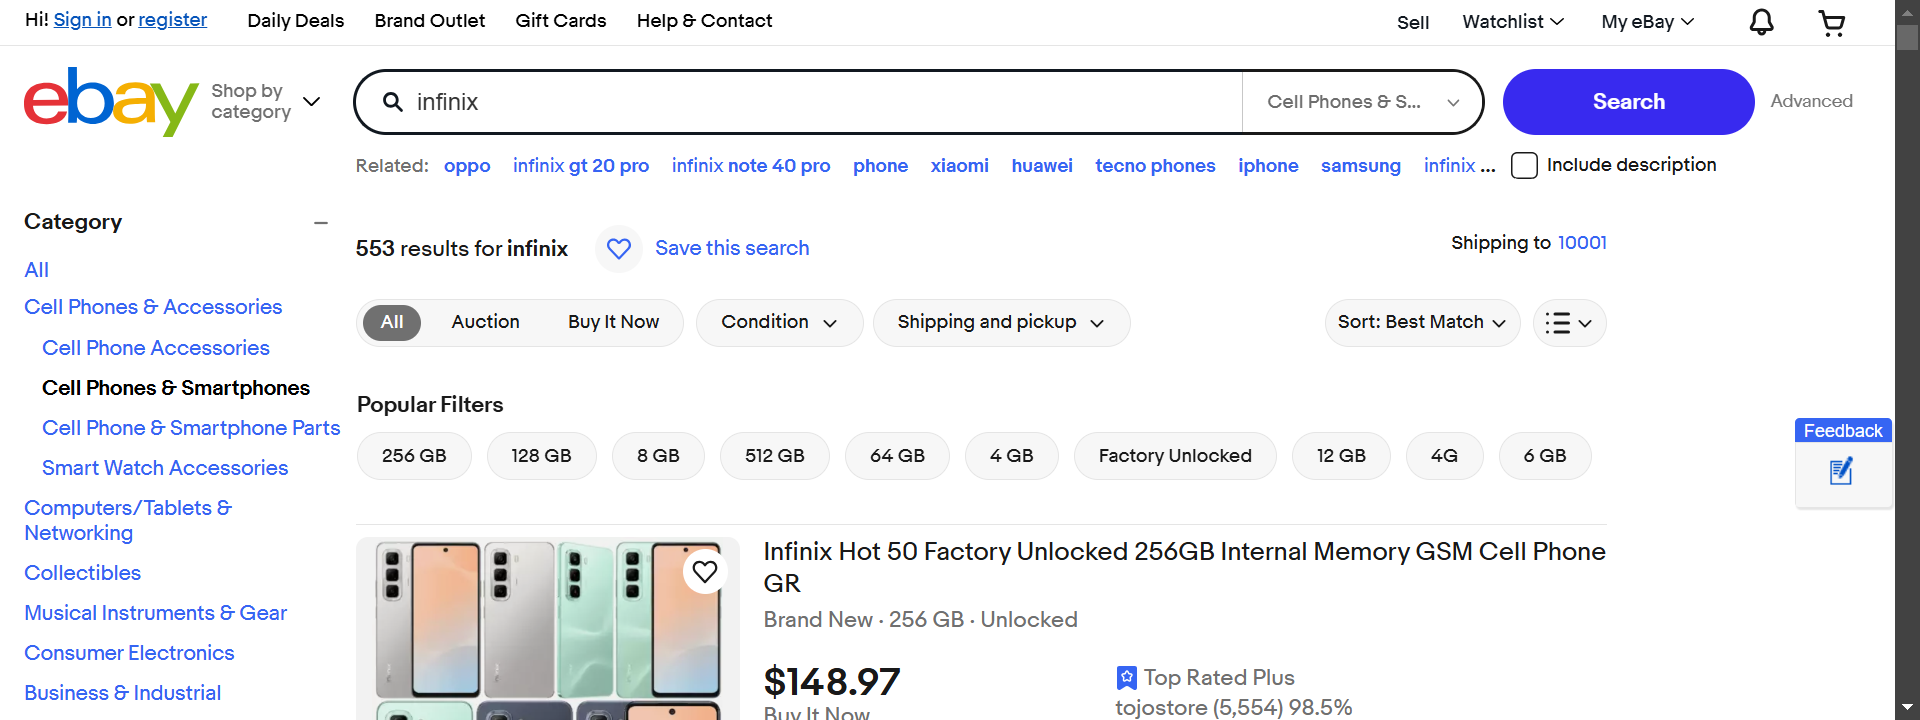 Hi! Sign in or register Daily Deals Brand Outlet Gift Cards Help & Contact Sell Watchlist My eBay
ebay Shop by category infinix Cell Phones & S... Search Advanced
Related: oppo infinix gt 20 pro infinix note 40 pro phone xiaomi huawei tecno phones iphone samsung infinix ... Include description
Category
All
Cell Phones & Accessories
Cell Phone Accessories
Cell Phones & Smartphones
Cell Phone & Smartphone Parts
Smart Watch Accessories
Computers/Tablets &
Networking
Collectibles
Musical Instruments & Gear
Consumer Electronics
Business & Industrial
553 results for infinix Save this search Shipping to 10001
All Auction Buy It Now Condition Shipping and pickup Sort: Best Match
Popular Filters
256 GB 128 GB 8 GB 512 GB 64 GB 4 GB Factory Unlocked 12 GB 4G 6 GB
Infinix Hot 50 Factory Unlocked 256GB Internal Memory GSM Cell Phone
GR
Brand New · 256 GB · Unlocked
$148.97
Buy It Now
Top Rated Plus
tojostore (5,554) 98.5%
Feedback